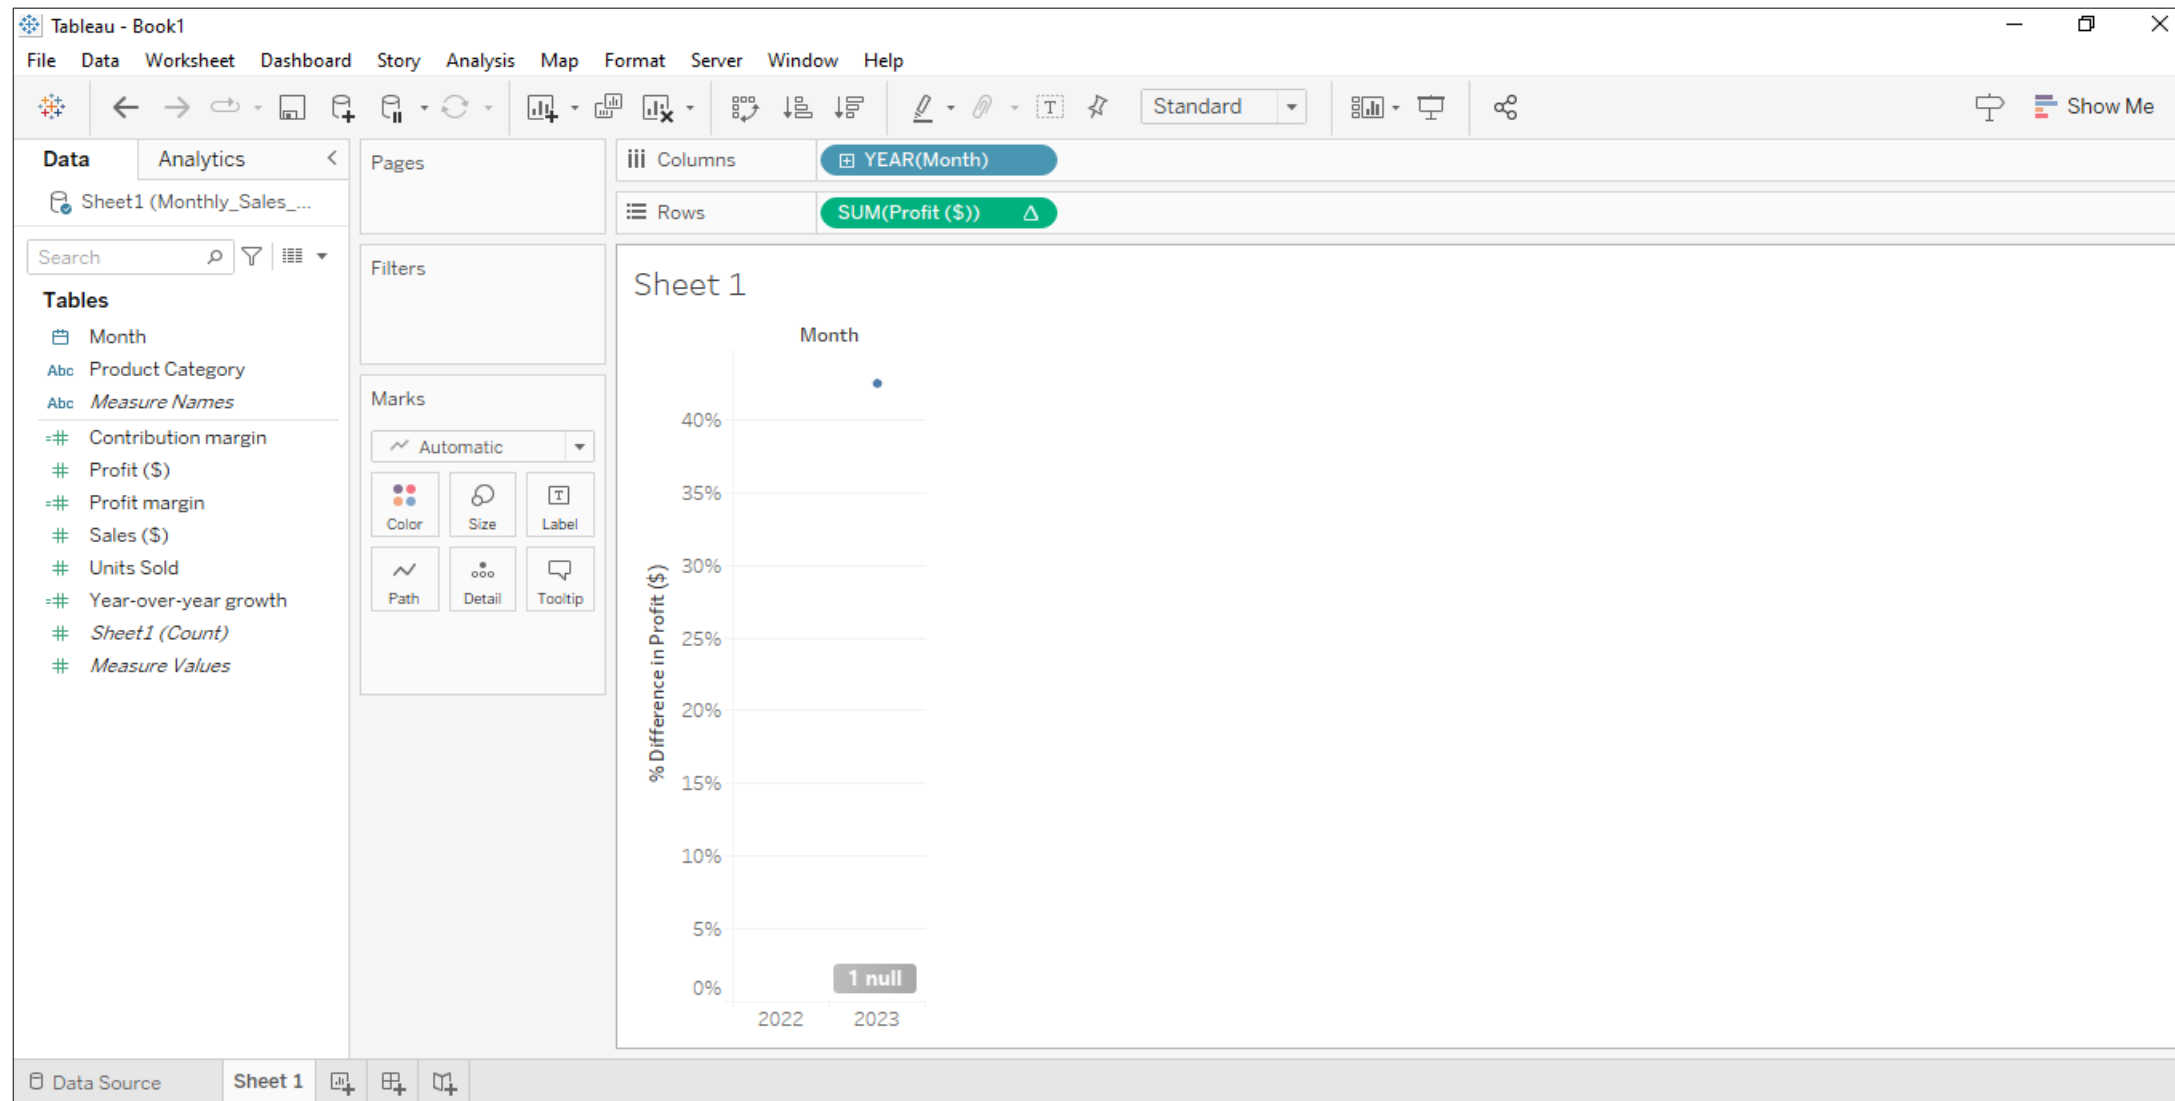 Tableau - Book1
File Data Worksheet Dashboard Story Analysis Map Format Server Window Help
Standard
Show Me
Data Analytics
Sheet1 (Monthly_Sales_...
Search
Tables
Month
Abc Product Category
Abc Measure Names
Contribution margin
Profit ($)
Profit margin
Sales ($)
Units Sold
Year-over-year growth
Sheet1 (Count)
Measure Values
Pages
Filters
Marks
Automatic
Color Size Label
Path Detail Tooltip
Columns YEAR(Month)
Rows SUM(Profit ($)) Δ
Sheet 1
Month
% Difference in Profit ($)
40%
35%
30%
25%
20%
15%
10%
5%
0%
1 null
2022 2023
Data Source Sheet 1